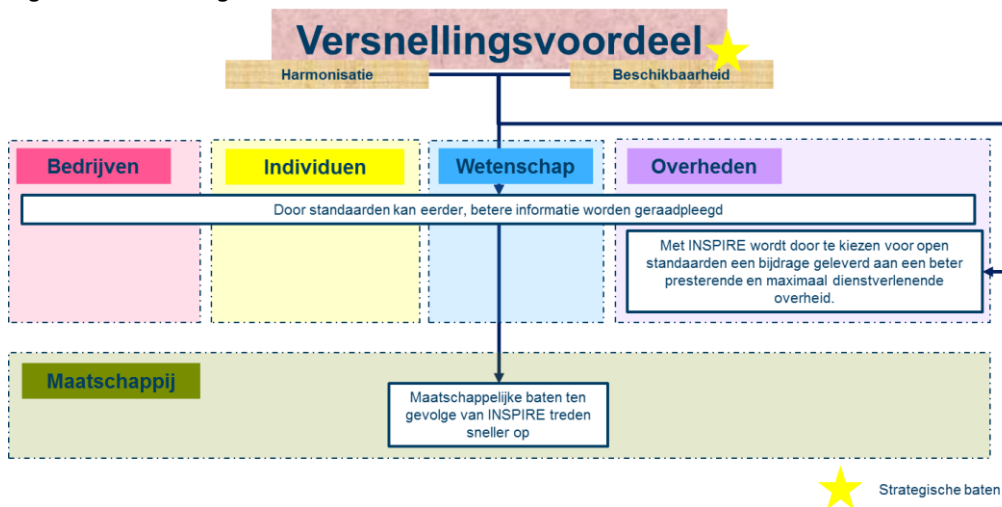 Versnellingsvoordeel
Harmonisatie
Beschikbaarheid
Bedrijven
Individuen
Wetenschap
Overheden
Door standaarden kan eerder, betere informatie worden geraadpleegd
Met INSPIRE wordt door te kiezen voor open
standaarden een bijdrage geleverd aan een beter
presterende en maximaal dienstverlenende
overheid.
Maatschappij
Maatschappelijke baten ten
gevolge van INSPIRE treden
sneller op
Strategische baten